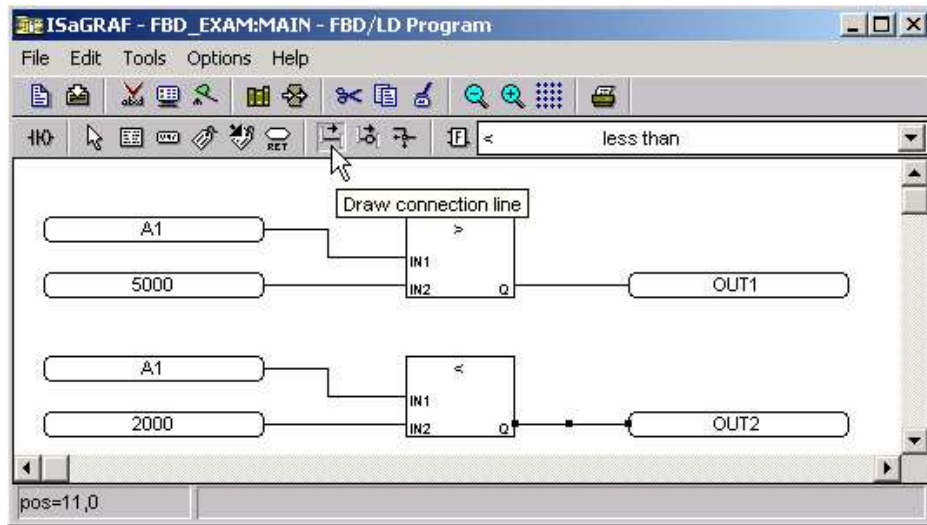 ISaGRAF - FBD_EXAM:MAIN - FBD/LD Program
File Edit Tools Options Help
RET
F < less than
Draw connection line
A1 >
IN1
5000 IN2 Q OUT1
A1 <
IN1
2000 IN2 Q OUT2
pos=11,0